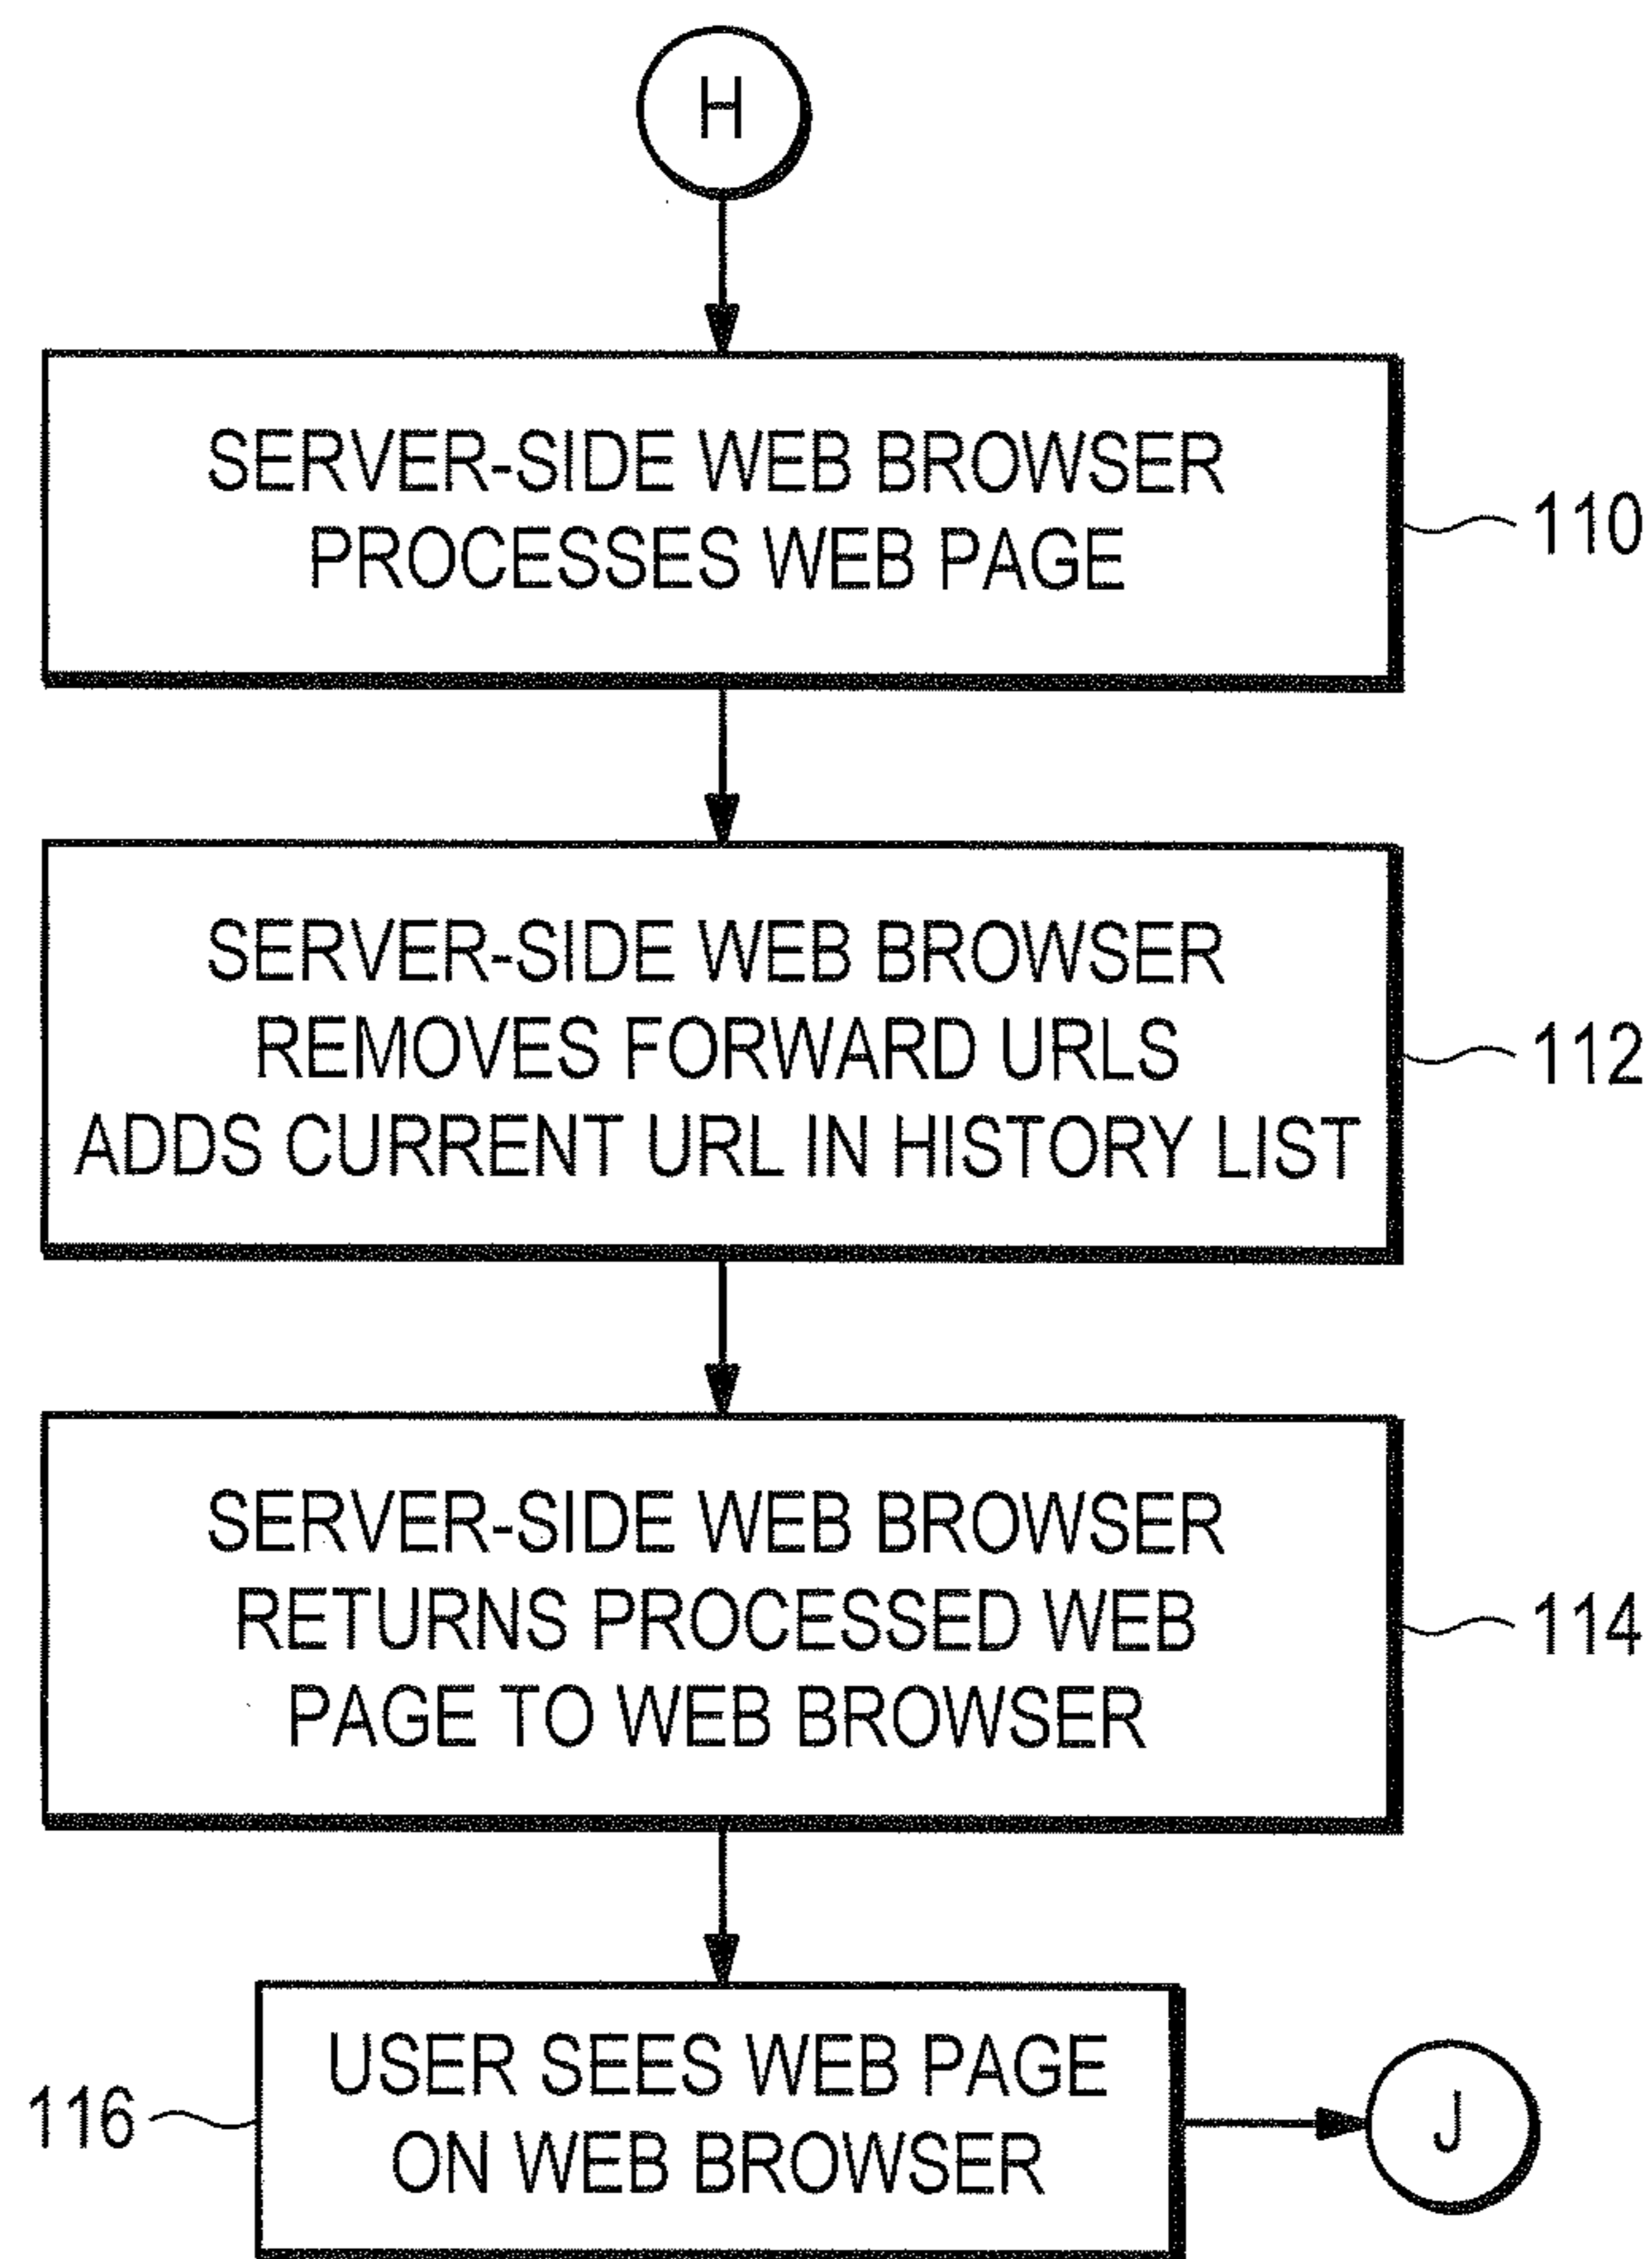 H
SERVER-SIDE WEB BROWSER
PROCESSES WEB PAGE
110
SERVER-SIDE WEB BROWSER
REMOVES FORWARD URLS
ADDS CURRENT URL IN HISTORY LIST
112
SERVER-SIDE WEB BROWSER
RETURNS PROCESSED WEB
PAGE TO WEB BROWSER
114
USER SEES WEB PAGE
ON WEB BROWSER
116
J